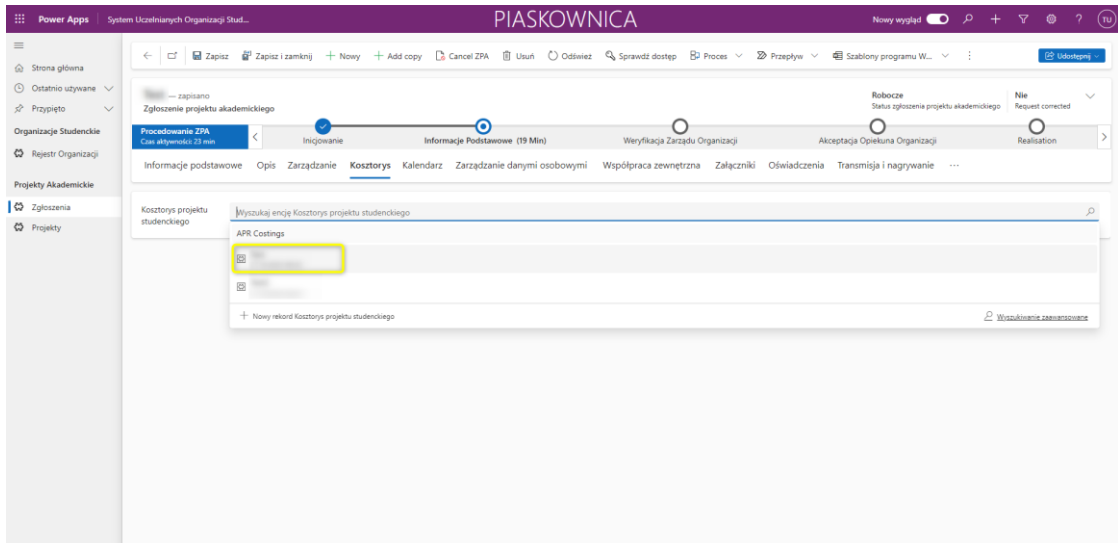 Power Apps System Uczelnianych Organizacji Stud... PIASKOWNICA Nowy wygląd ? TU
Zapisz Zapisz i zamknij Nowy Add copy Cancel ZPA Usuń Odśwież Sprawdź dostęp Proces Przepływ Szablony programu W... Udostępnij
Strona główna
Ostatnio używane
Przypięto
Organizacje Studenckie
Rejestr Organizacji
Projekty Akademickie
Zgłoszenia
Projekty
— zapisano
Zgłoszenie projektu akademickiego
Robocze
Status zgłoszenia projektu akademickiego
Nie
Request corrected
Procedowanie ZPA
Czas aktywności: 23 min
Inicjowanie
Informacje Podstawowe (19 Min)
Weryfikacja Zarządu Organizacji
Akceptacja Opiekuna Organizacji
Realisation
Informacje podstawowe Opis Zarządzanie Kosztorys Kalendarz Zarządzanie danymi osobowymi Współpraca zewnętrzna Załączniki Oświadczenia Transmisja i nagrywanie ...
Kosztorys projektu
studenckiego
Wyszukaj encję Kosztorys projektu studenckiego
APR Costings
Nowy rekord Kosztorys projektu studenckiego
Wyszukiwanie zaawansowane